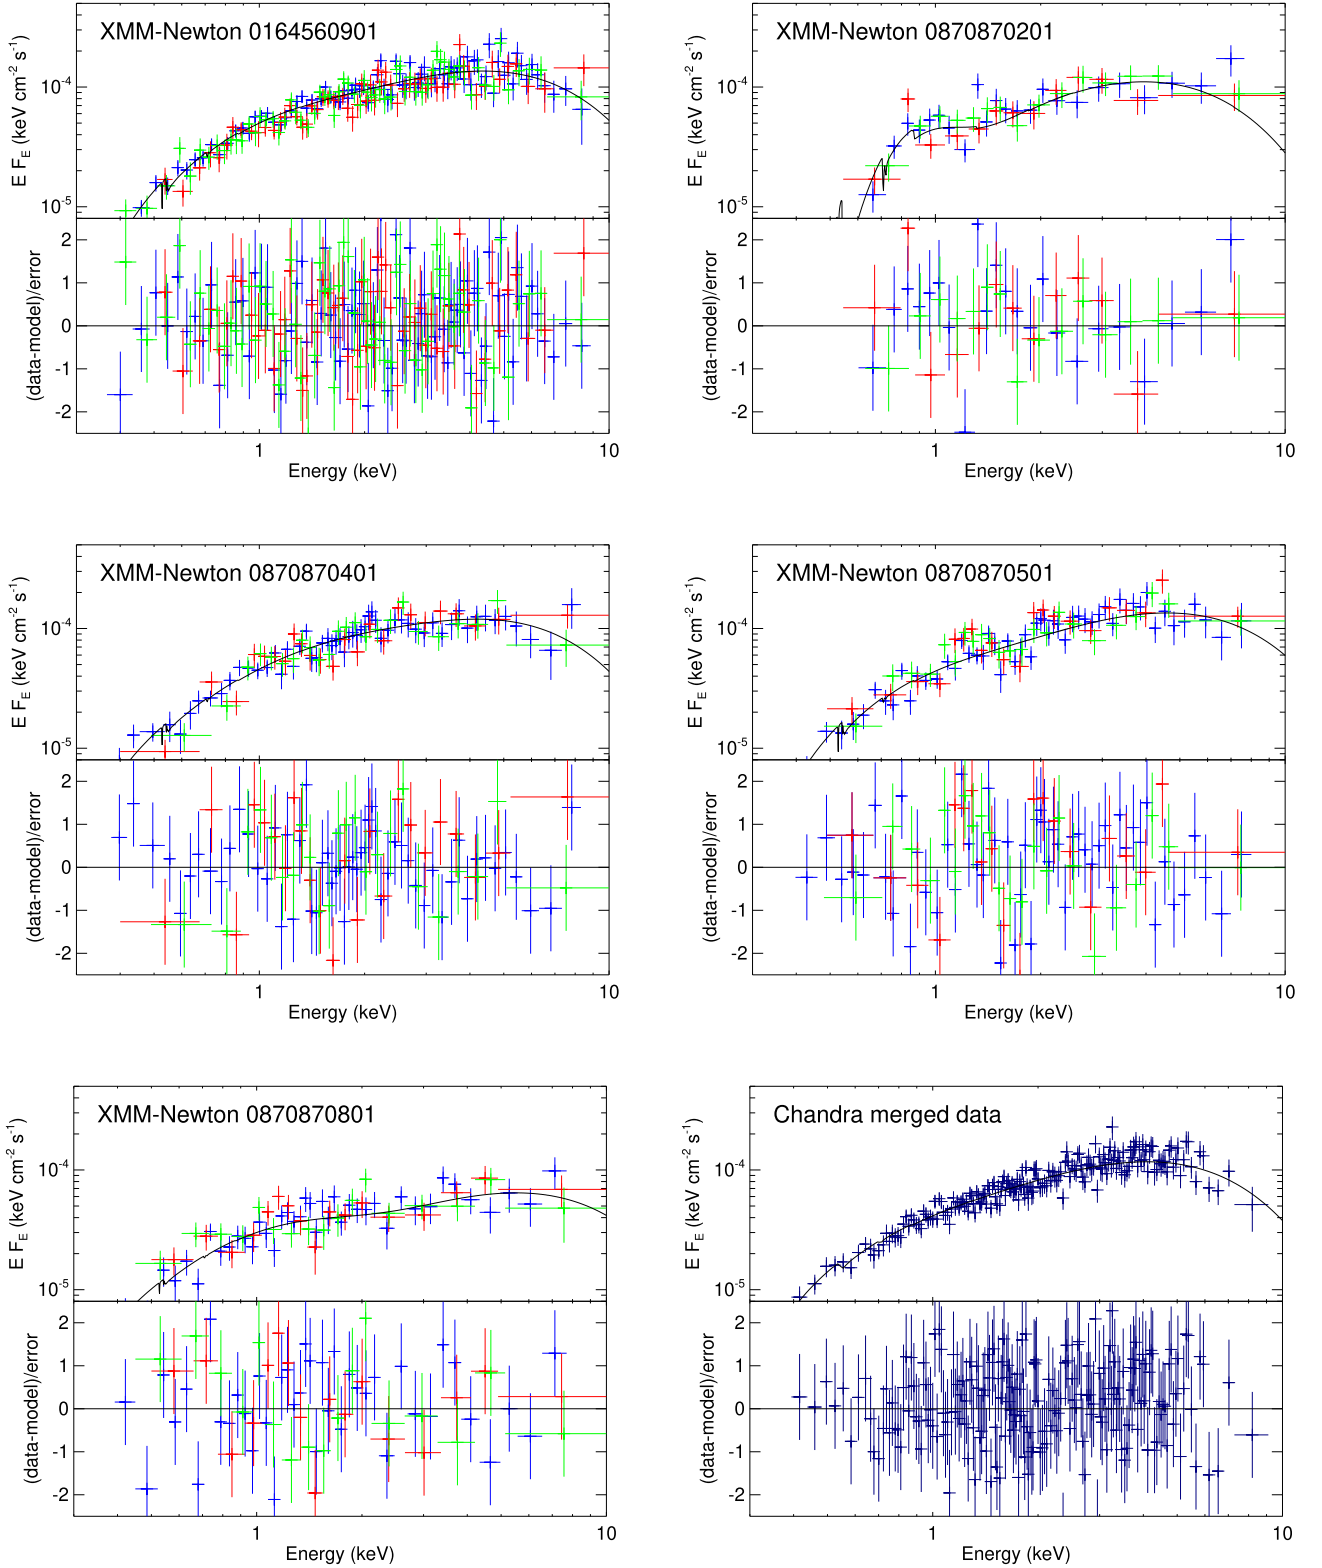 XMM-Newton 0164560901
E F_E (keV cm^-2 s^-1)
10^-4
10^-5
(data-model)/error
2
1
0
-1
-2
1
10
Energy (keV)
XMM-Newton 0870870201
E F_E (keV cm^-2 s^-1)
10^-4
10^-5
(data-model)/error
2
1
0
-1
-2
1
10
Energy (keV)
XMM-Newton 0870870401
E F_E (keV cm^-2 s^-1)
10^-4
10^-5
(data-model)/error
2
1
0
-1
-2
1
10
Energy (keV)
XMM-Newton 0870870501
E F_E (keV cm^-2 s^-1)
10^-4
10^-5
(data-model)/error
2
1
0
-1
-2
1
10
Energy (keV)
XMM-Newton 0870870801
E F_E (keV cm^-2 s^-1)
10^-4
10^-5
(data-model)/error
2
1
0
-1
-2
1
10
Energy (keV)
Chandra merged data
E F_E (keV cm^-2 s^-1)
10^-4
10^-5
(data-model)/error
2
1
0
-1
-2
1
10
Energy (keV)